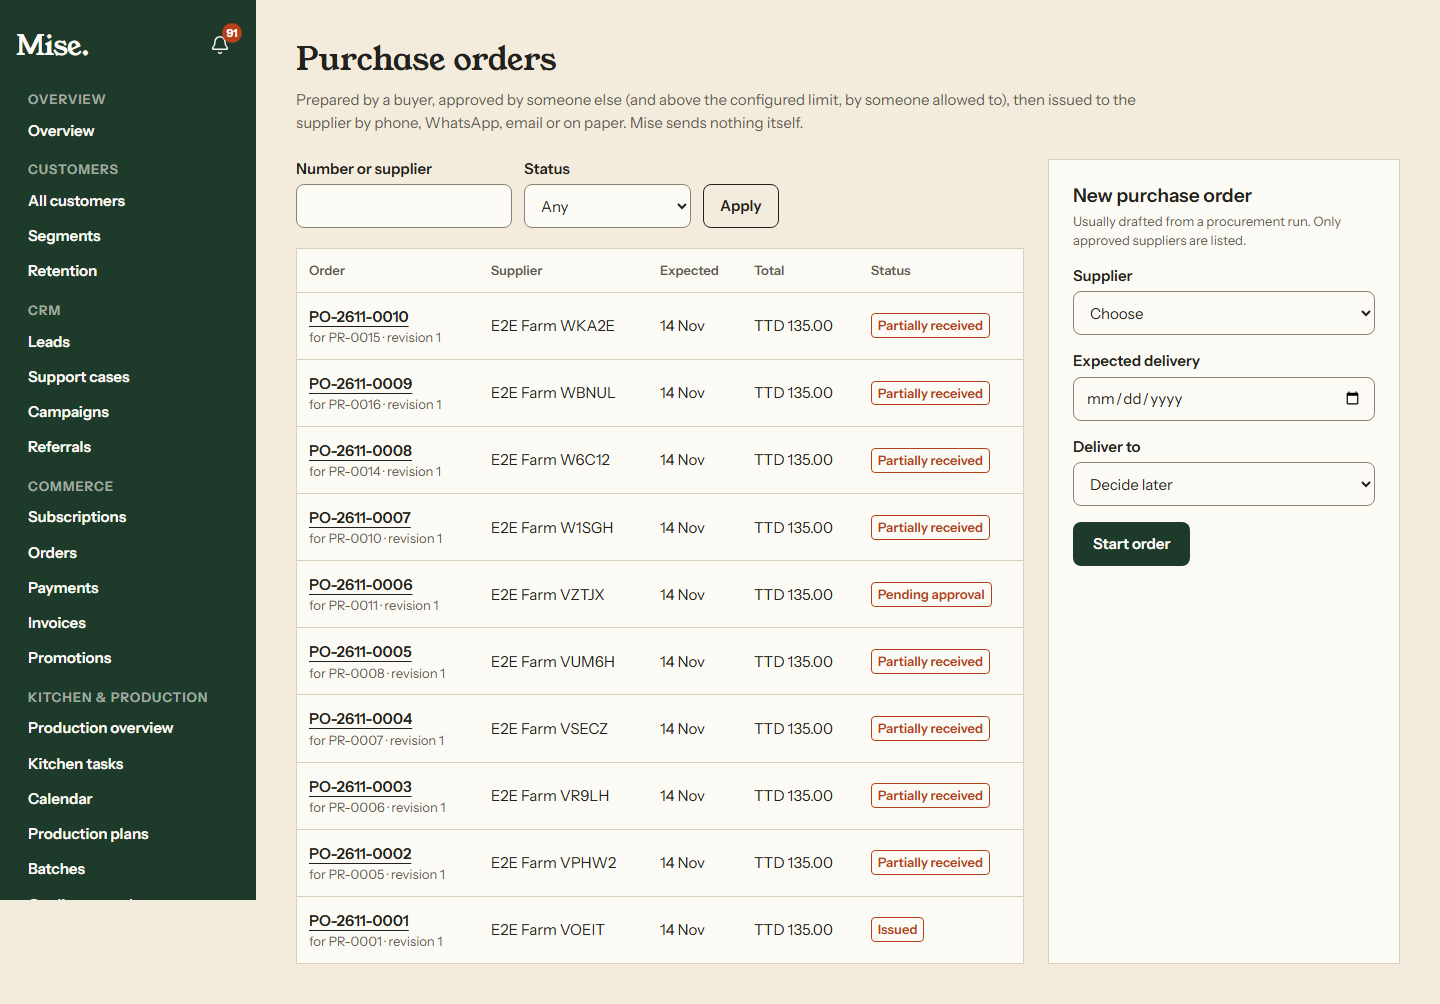 Mise.
91
OVERVIEW
Overview
CUSTOMERS
All customers
Segments
Retention
CRM
Leads
Support cases
Campaigns
Referrals
COMMERCE
Subscriptions
Orders
Payments
Invoices
Promotions
KITCHEN & PRODUCTION
Production overview
Kitchen tasks
Calendar
Production plans
Batches
Purchase orders
Prepared by a buyer, approved by someone else (and above the configured limit, by someone allowed to), then issued to the
supplier by phone, WhatsApp, email or on paper. Mise sends nothing itself.
Number or supplier
Status
Any
Apply
Order Supplier Expected Total Status
PO-2611-0010
for PR-0015 · revision 1
E2E Farm WKA2E 14 Nov TTD 135.00 Partially received
PO-2611-0009
for PR-0016 · revision 1
E2E Farm WBNUL 14 Nov TTD 135.00 Partially received
PO-2611-0008
for PR-0014 · revision 1
E2E Farm W6C12 14 Nov TTD 135.00 Partially received
PO-2611-0007
for PR-0010 · revision 1
E2E Farm W1SGH 14 Nov TTD 135.00 Partially received
PO-2611-0006
for PR-0011 · revision 1
E2E Farm VZTJX 14 Nov TTD 135.00 Pending approval
PO-2611-0005
for PR-0008 · revision 1
E2E Farm VUM6H 14 Nov TTD 135.00 Partially received
PO-2611-0004
for PR-0007 · revision 1
E2E Farm VSECZ 14 Nov TTD 135.00 Partially received
PO-2611-0003
for PR-0006 · revision 1
E2E Farm VR9LH 14 Nov TTD 135.00 Partially received
PO-2611-0002
for PR-0005 · revision 1
E2E Farm VPHW2 14 Nov TTD 135.00 Partially received
PO-2611-0001
for PR-0001 · revision 1
E2E Farm VOEIT 14 Nov TTD 135.00 Issued
New purchase order
Usually drafted from a procurement run. Only
approved suppliers are listed.
Supplier
Choose
Expected delivery
mm/dd/yyyy
Deliver to
Decide later
Start order